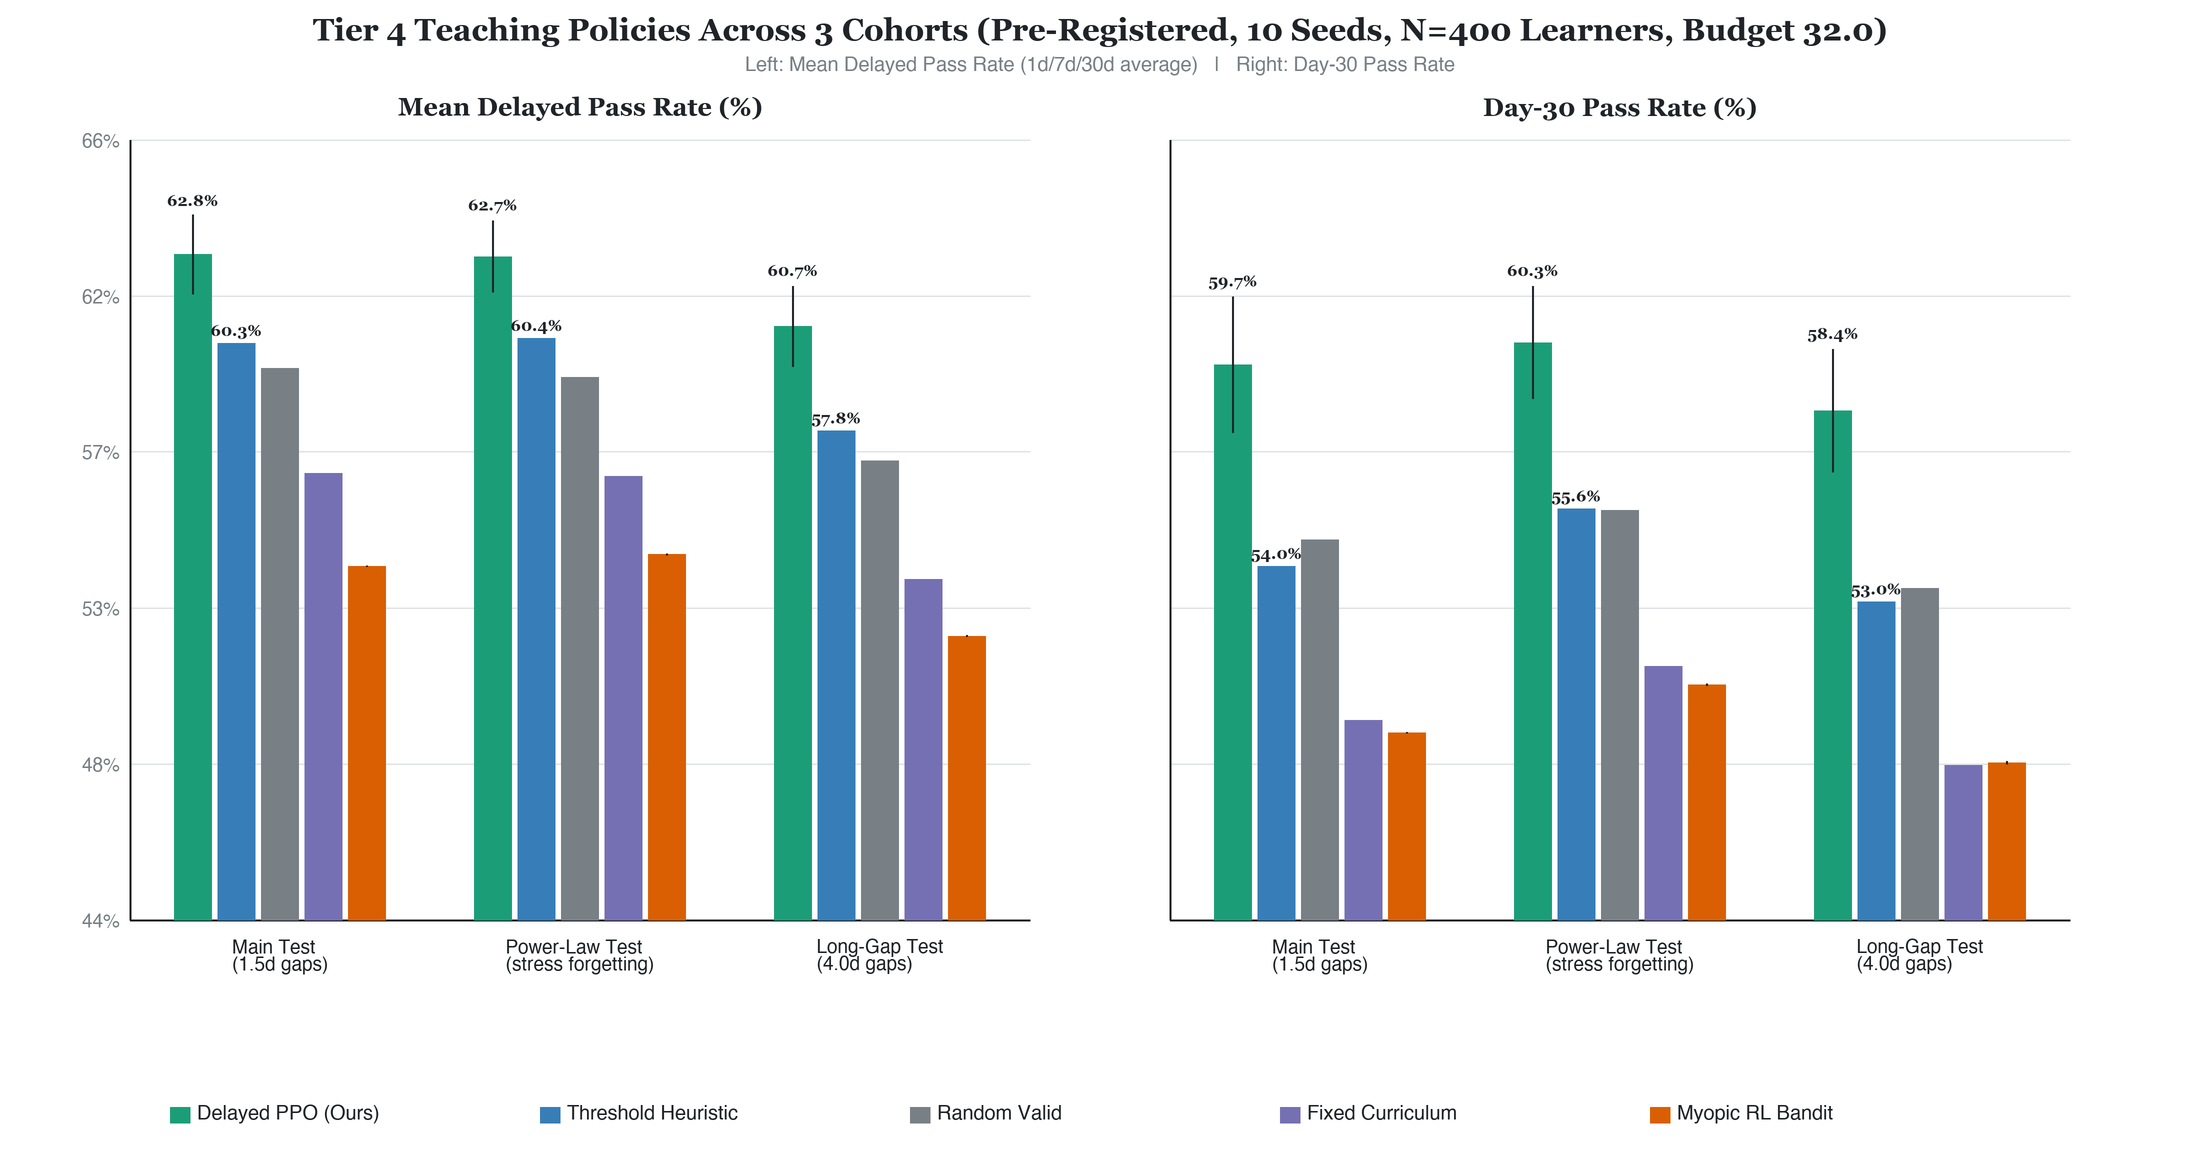 Tier 4 Teaching Policies Across 3 Cohorts (Pre-Registered, 10 Seeds, N=400 Learners, Budget 32.0)
Left: Mean Delayed Pass Rate (1d/7d/30d average) | Right: Day-30 Pass Rate
Mean Delayed Pass Rate (%)
66%
62%
57%
53%
48%
44%
62.8%
60.3%
62.7%
60.4%
60.7%
57.8%
Main Test
(1.5d gaps)
Power-Law Test
(stress forgetting)
Long-Gap Test
(4.0d gaps)
Day-30 Pass Rate (%)
59.7%
54.0%
60.3%
55.6%
58.4%
53.0%
Main Test
(1.5d gaps)
Power-Law Test
(stress forgetting)
Long-Gap Test
(4.0d gaps)
Delayed PPO (Ours)
Threshold Heuristic
Random Valid
Fixed Curriculum
Myopic RL Bandit